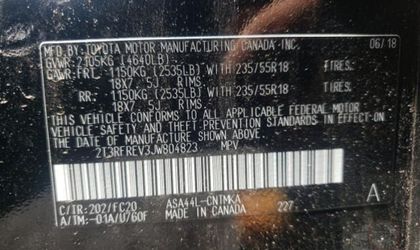 MFD. BY: TOYOTA MOTOR MANUFACTURING CANADA INC. 06/18
GVWR: 2105KG (4640LB)
GAWR: FRT. 1150KG (2535LB) WITH 235/55R18 TIRES.
18X7.5J RIMS
RR. 1150KG (2535LB) WITH 235/55R18 TIRES.
18X7.5J RIMS
THIS VEHICLE CONFORMS TO ALL APPLICABLE FEDERAL MOTOR
VEHICLE SAFETY AND BUMPER STANDARDS IN EFFECT ON
THE DATE OF MANUFACTURE SHOWN ABOVE.
2T3RFREV3JW804823 MPV
C/TR:202/FC20 ASA44L-CNTMKA A
A/TM:-01A/U760F MADE IN CANADA 227